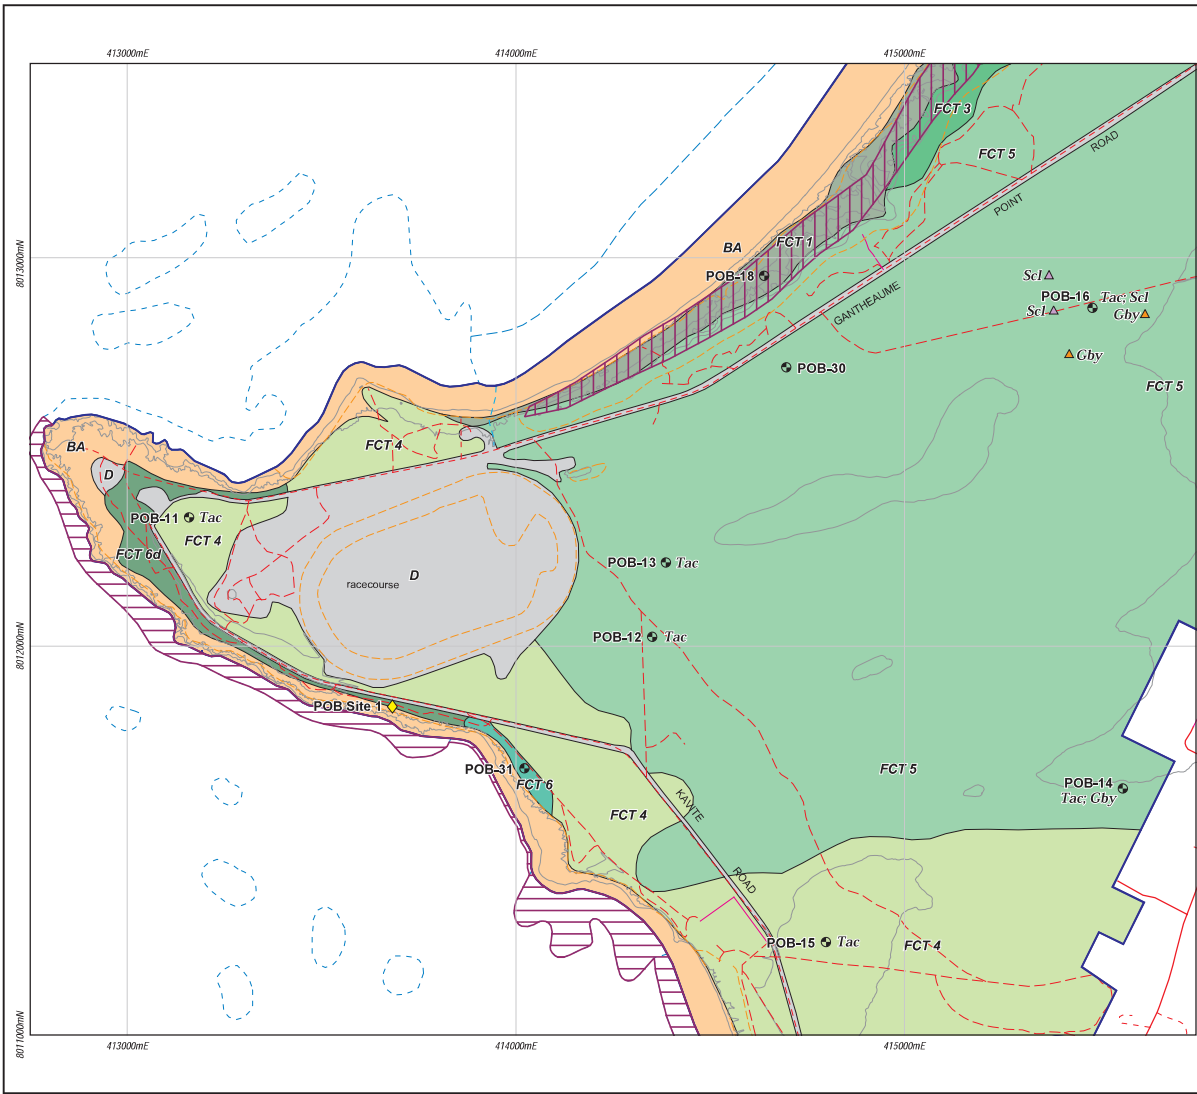 413000mE
414000mE
415000mE
FCT 3
FCT 5
ROAD
POINT
8013000mN
BA
FCT 1
POB-18
Scl
POB-16
Tac; Scl
Scl
Gby
GANTHEAUME
Gby
POB-30
FCT 5
FCT 4
BA
D
POB-11
Tac
FCT 4
FCT 6d
POB-13
Tac
racecourse
D
8012000mN
POB-12
Tac
POB Site 1
POB-31
FCT 6
FCT 5
POB-14
Tac; Gby
FCT 4
KAVITE
ROAD
POB-15
Tac
FCT 4
8011000mN
413000mE
414000mE
415000mE